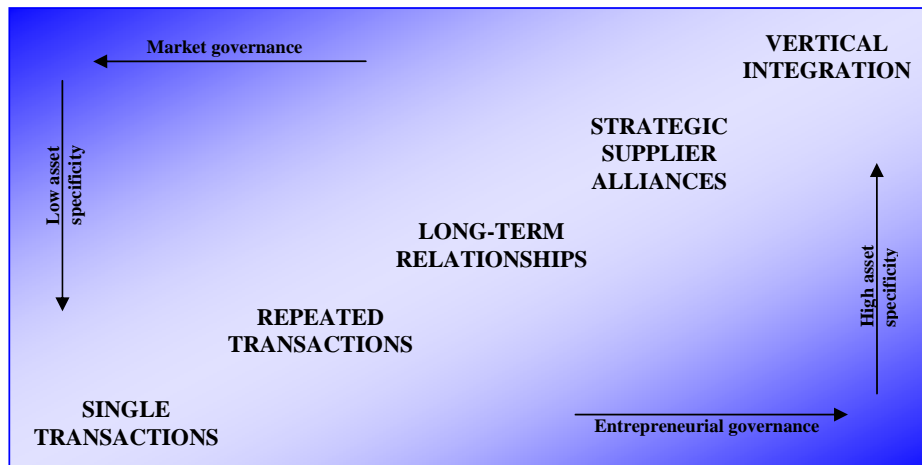 Market governance
VERTICAL
INTEGRATION
STRATEGIC
SUPPLIER
ALLIANCES
Low asset
specificity
LONG-TERM
RELATIONSHIPS
High asset
specificity
REPEATED
TRANSACTIONS
SINGLE
TRANSACTIONS
Entrepreneurial governance